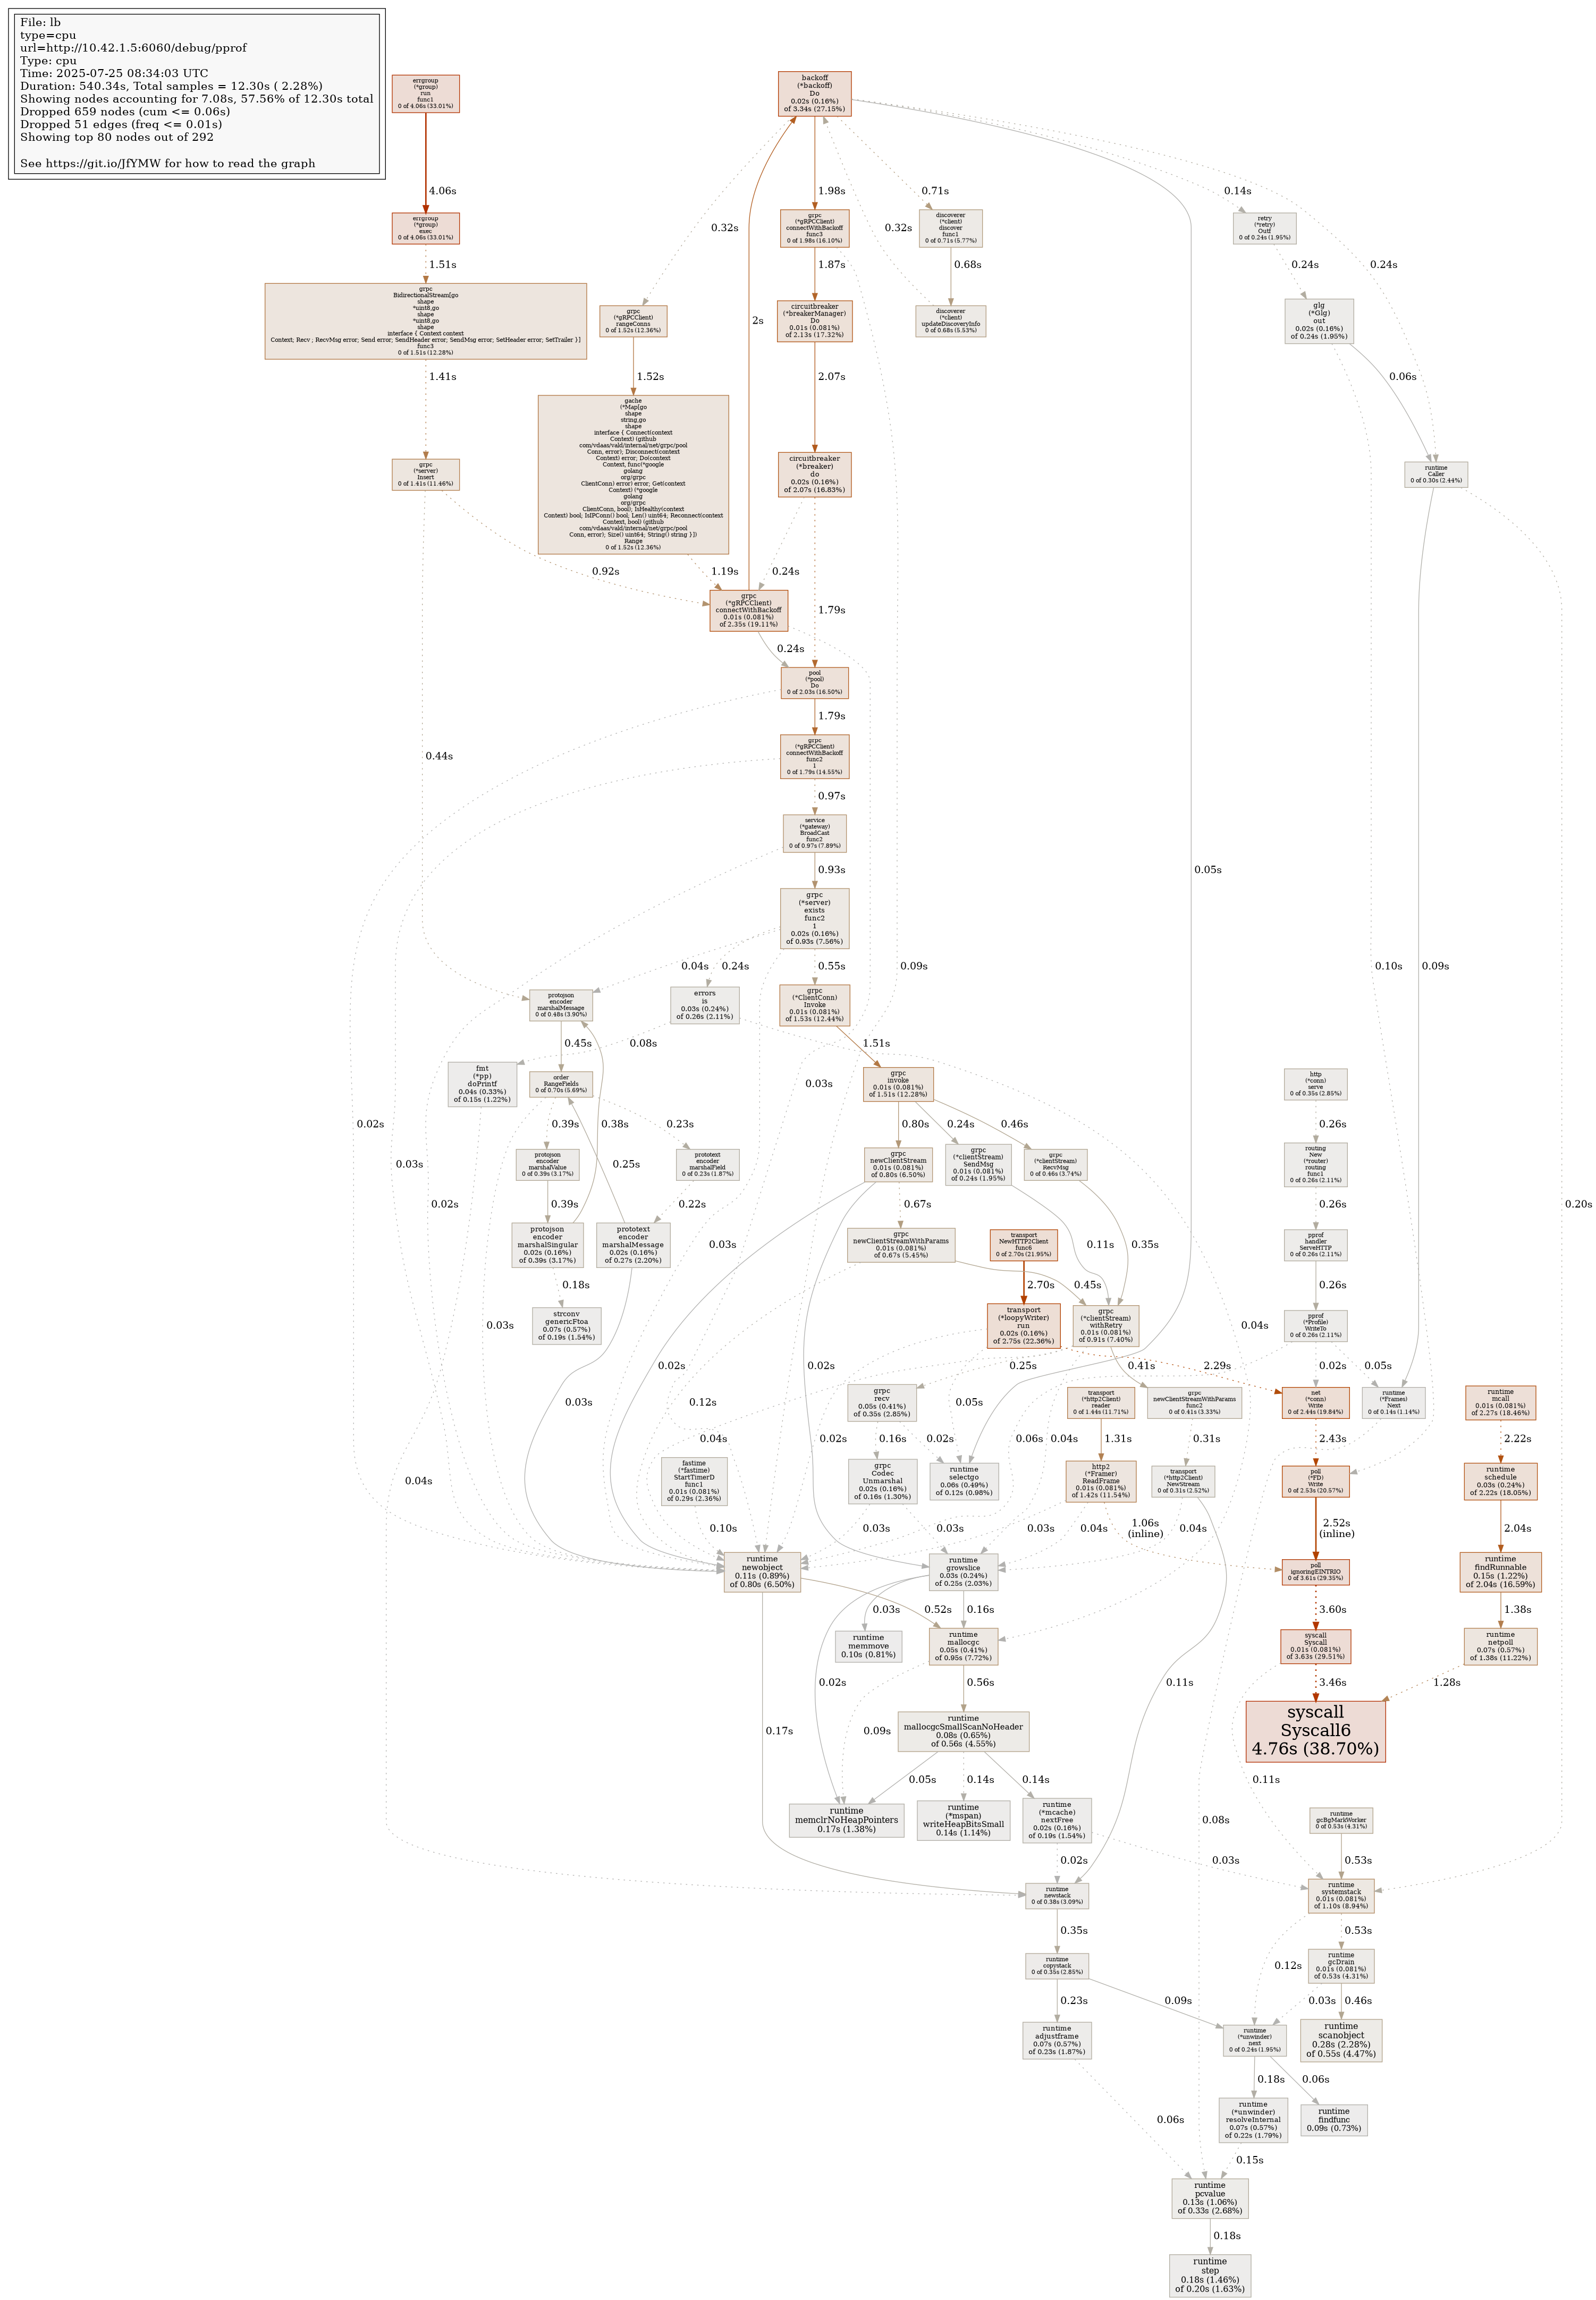 File: lb
type=cpu
url=http://10.42.1.5:6060/debug/pprof
Type: cpu
Time: 2025-07-25 08:34:03 UTC
Duration: 540.34s, Total samples = 12.30s ( 2.28%)
Showing nodes accounting for 7.08s, 57.56% of 12.30s total
Dropped 659 nodes (cum <= 0.06s)
Dropped 51 edges (freq <= 0.01s)
Showing top 80 nodes out of 292
See https://git.io/JfYMW for how to read the graph
errgroup
(*group)
run
func1
0 of 4.06s (33.01%)
backoff
(*backoff)
Do
0.02s (0.16%)
of 3.34s (27.15%)
4.06s
0.32s
1.98s
0.32s
0.71s
0.14s
errgroup
(*group)
exec
0 of 4.06s (33.01%)
grpc
(*gRPCClient)
connectWithBackoff
func3
0 of 1.98s (16.10%)
discoverer
(*client)
discover
func1
0 of 0.71s (5.77%)
retry
(*retry)
Outf
0 of 0.24s (1.95%)
1.51s
1.87s
0.68s
0.24s
0.24s
grpc
BidirectionalStream[go
shape
*uint8,go
shape
*uint8,go
shape
interface { Context context
Context; Recv ; RecvMsg error; Send error; SendHeader error; SendMsg error; SetHeader error; SetTrailer }]
func3
0 of 1.51s (12.28%)
grpc
(*gRPCClient)
rangeConns
0 of 1.52s (12.36%)
2s
circuitbreaker
(*breakerManager)
Do
0.01s (0.081%)
of 2.13s (17.32%)
discoverer
(*client)
updateDiscoveryInfo
0 of 0.68s (5.53%)
glg
(*Glg)
out
0.02s (0.16%)
of 0.24s (1.95%)
1.41s
1.52s
2.07s
0.06s
gache
(*Map[go
shape
string,go
shape
interface { Connect(context
Context) (github
com/vdaas/vald/internal/net/grpc/pool
Conn, error); Disconnect(context
Context) error; Do(context
Context, func(*google
golang
org/grpc
ClientConn) error) error; Get(context
Context) (*google
golang
org/grpc
ClientConn, bool); IsHealthy(context
Context) bool; IsIPConn() bool; Len() uint64; Reconnect(context
Context, bool) (github
com/vdaas/vald/internal/net/grpc/pool
Conn, error); Size() uint64; String() string }])
Range
0 of 1.52s (12.36%)
grpc
(*server)
Insert
0 of 1.41s (11.46%)
circuitbreaker
(*breaker)
do
0.02s (0.16%)
of 2.07s (16.83%)
runtime
Caller
0 of 0.30s (2.44%)
0.92s
1.19s
0.24s
grpc
(*gRPCClient)
connectWithBackoff
0.01s (0.081%)
of 2.35s (19.11%)
1.79s
0.24s
pool
(*pool)
Do
0 of 2.03s (16.50%)
1.79s
0.44s
grpc
(*gRPCClient)
connectWithBackoff
func2
1
0 of 1.79s (14.55%)
0.97s
service
(*gateway)
BroadCast
func2
0 of 0.97s (7.89%)
0.93s
0.05s
grpc
(*server)
exists
func2
1
0.02s (0.16%)
of 0.93s (7.56%)
0.04s
0.24s
0.55s
0.09s
0.10s
0.09s
protojson
encoder
marshalMessage
0 of 0.48s (3.90%)
errors
is
0.03s (0.24%)
of 0.26s (2.11%)
grpc
(*ClientConn)
Invoke
0.01s (0.081%)
of 1.53s (12.44%)
0.45s
0.08s
1.51s
fmt
(*pp)
doPrintf
0.04s (0.33%)
of 0.15s (1.22%)
order
RangeFields
0 of 0.70s (5.69%)
0.03s
grpc
invoke
0.01s (0.081%)
of 1.51s (12.28%)
http
(*conn)
serve
0 of 0.35s (2.85%)
0.02s
0.39s
0.38s
0.23s
0.80s
0.24s
0.46s
0.26s
0.03s
0.25s
protojson
encoder
marshalValue
0 of 0.39s (3.17%)
prototext
encoder
marshalField
0 of 0.23s (1.87%)
grpc
newClientStream
0.01s (0.081%)
of 0.80s (6.50%)
grpc
(*clientStream)
SendMsg
0.01s (0.081%)
of 0.24s (1.95%)
grpc
(*clientStream)
RecvMsg
0 of 0.46s (3.74%)
routing
New
(*router)
routing
func1
0 of 0.26s (2.11%)
0.02s
0.39s
0.22s
0.67s
0.26s
0.20s
protojson
encoder
marshalSingular
0.02s (0.16%)
of 0.39s (3.17%)
prototext
encoder
marshalMessage
0.02s (0.16%)
of 0.27s (2.20%)
0.03s
grpc
newClientStreamWithParams
0.01s (0.081%)
of 0.67s (5.45%)
transport
NewHTTP2Client
func6
0 of 2.70s (21.95%)
0.11s
0.35s
pprof
handler
ServeHTTP
0 of 0.26s (2.11%)
0.18s
2.70s
0.45s
0.26s
0.03s
strconv
genericFtoa
0.07s (0.57%)
of 0.19s (1.54%)
transport
(*loopyWriter)
run
0.02s (0.16%)
of 2.75s (22.36%)
grpc
(*clientStream)
withRetry
0.01s (0.081%)
of 0.91s (7.40%)
0.04s
pprof
(*Profile)
WriteTo
0 of 0.26s (2.11%)
0.02s
0.02s
0.25s
0.41s
2.29s
0.02s
0.05s
0.03s
0.12s
grpc
recv
0.05s (0.41%)
of 0.35s (2.85%)
0.05s
transport
(*http2Client)
reader
0 of 1.44s (11.71%)
grpc
newClientStreamWithParams
func2
0 of 0.41s (3.33%)
net
(*conn)
Write
0 of 2.44s (19.84%)
runtime
(*Frames)
Next
0 of 0.14s (1.14%)
runtime
mcall
0.01s (0.081%)
of 2.27s (18.46%)
0.04s
0.02s
0.16s
0.02s
0.06s
0.04s
1.31s
0.31s
2.43s
2.22s
0.04s
fastime
(*fastime)
StartTimerD
func1
0.01s (0.081%)
of 0.29s (2.36%)
grpc
Codec
Unmarshal
0.02s (0.16%)
of 0.16s (1.30%)
runtime
selectgo
0.06s (0.49%)
of 0.12s (0.98%)
http2
(*Framer)
ReadFrame
0.01s (0.081%)
of 1.42s (11.54%)
transport
(*http2Client)
NewStream
0 of 0.31s (2.52%)
poll
(*FD)
Write
0 of 2.53s (20.57%)
runtime
schedule
0.03s (0.24%)
of 2.22s (18.05%)
0.10s
0.03s
0.03s
0.03s
0.04s
1.06s
(inline)
0.04s
2.52s
(inline)
2.04s
runtime
newobject
0.11s (0.89%)
of 0.80s (6.50%)
runtime
growslice
0.03s (0.24%)
of 0.25s (2.03%)
poll
ignoringEINTRIO
0 of 3.61s (29.35%)
runtime
findRunnable
0.15s (1.22%)
of 2.04s (16.59%)
0.03s
0.52s
0.16s
3.60s
1.38s
runtime
memmove
0.10s (0.81%)
runtime
mallocgc
0.05s (0.41%)
of 0.95s (7.72%)
syscall
Syscall
0.01s (0.081%)
of 3.63s (29.51%)
runtime
netpoll
0.07s (0.57%)
of 1.38s (11.22%)
0.02s
0.56s
0.11s
3.46s
1.28s
0.17s
0.09s
runtime
mallocgcSmallScanNoHeader
0.08s (0.65%)
of 0.56s (4.55%)
syscall
Syscall6
4.76s (38.70%)
0.05s
0.14s
0.14s
0.11s
runtime
memclrNoHeapPointers
0.17s (1.38%)
runtime
(*mspan)
writeHeapBitsSmall
0.14s (1.14%)
runtime
(*mcache)
nextFree
0.02s (0.16%)
of 0.19s (1.54%)
0.08s
runtime
gcBgMarkWorker
0 of 0.53s (4.31%)
0.02s
0.03s
0.53s
runtime
newstack
0 of 0.38s (3.09%)
runtime
systemstack
0.01s (0.081%)
of 1.10s (8.94%)
0.35s
0.53s
runtime
copystack
0 of 0.35s (2.85%)
0.12s
runtime
gcDrain
0.01s (0.081%)
of 0.53s (4.31%)
0.23s
0.09s
0.03s
0.46s
runtime
adjustframe
0.07s (0.57%)
of 0.23s (1.87%)
runtime
(*unwinder)
next
0 of 0.24s (1.95%)
runtime
scanobject
0.28s (2.28%)
of 0.55s (4.47%)
0.18s
0.06s
0.06s
runtime
(*unwinder)
resolveInternal
0.07s (0.57%)
of 0.22s (1.79%)
runtime
findfunc
0.09s (0.73%)
0.15s
runtime
pcvalue
0.13s (1.06%)
of 0.33s (2.68%)
0.18s
runtime
step
0.18s (1.46%)
of 0.20s (1.63%)